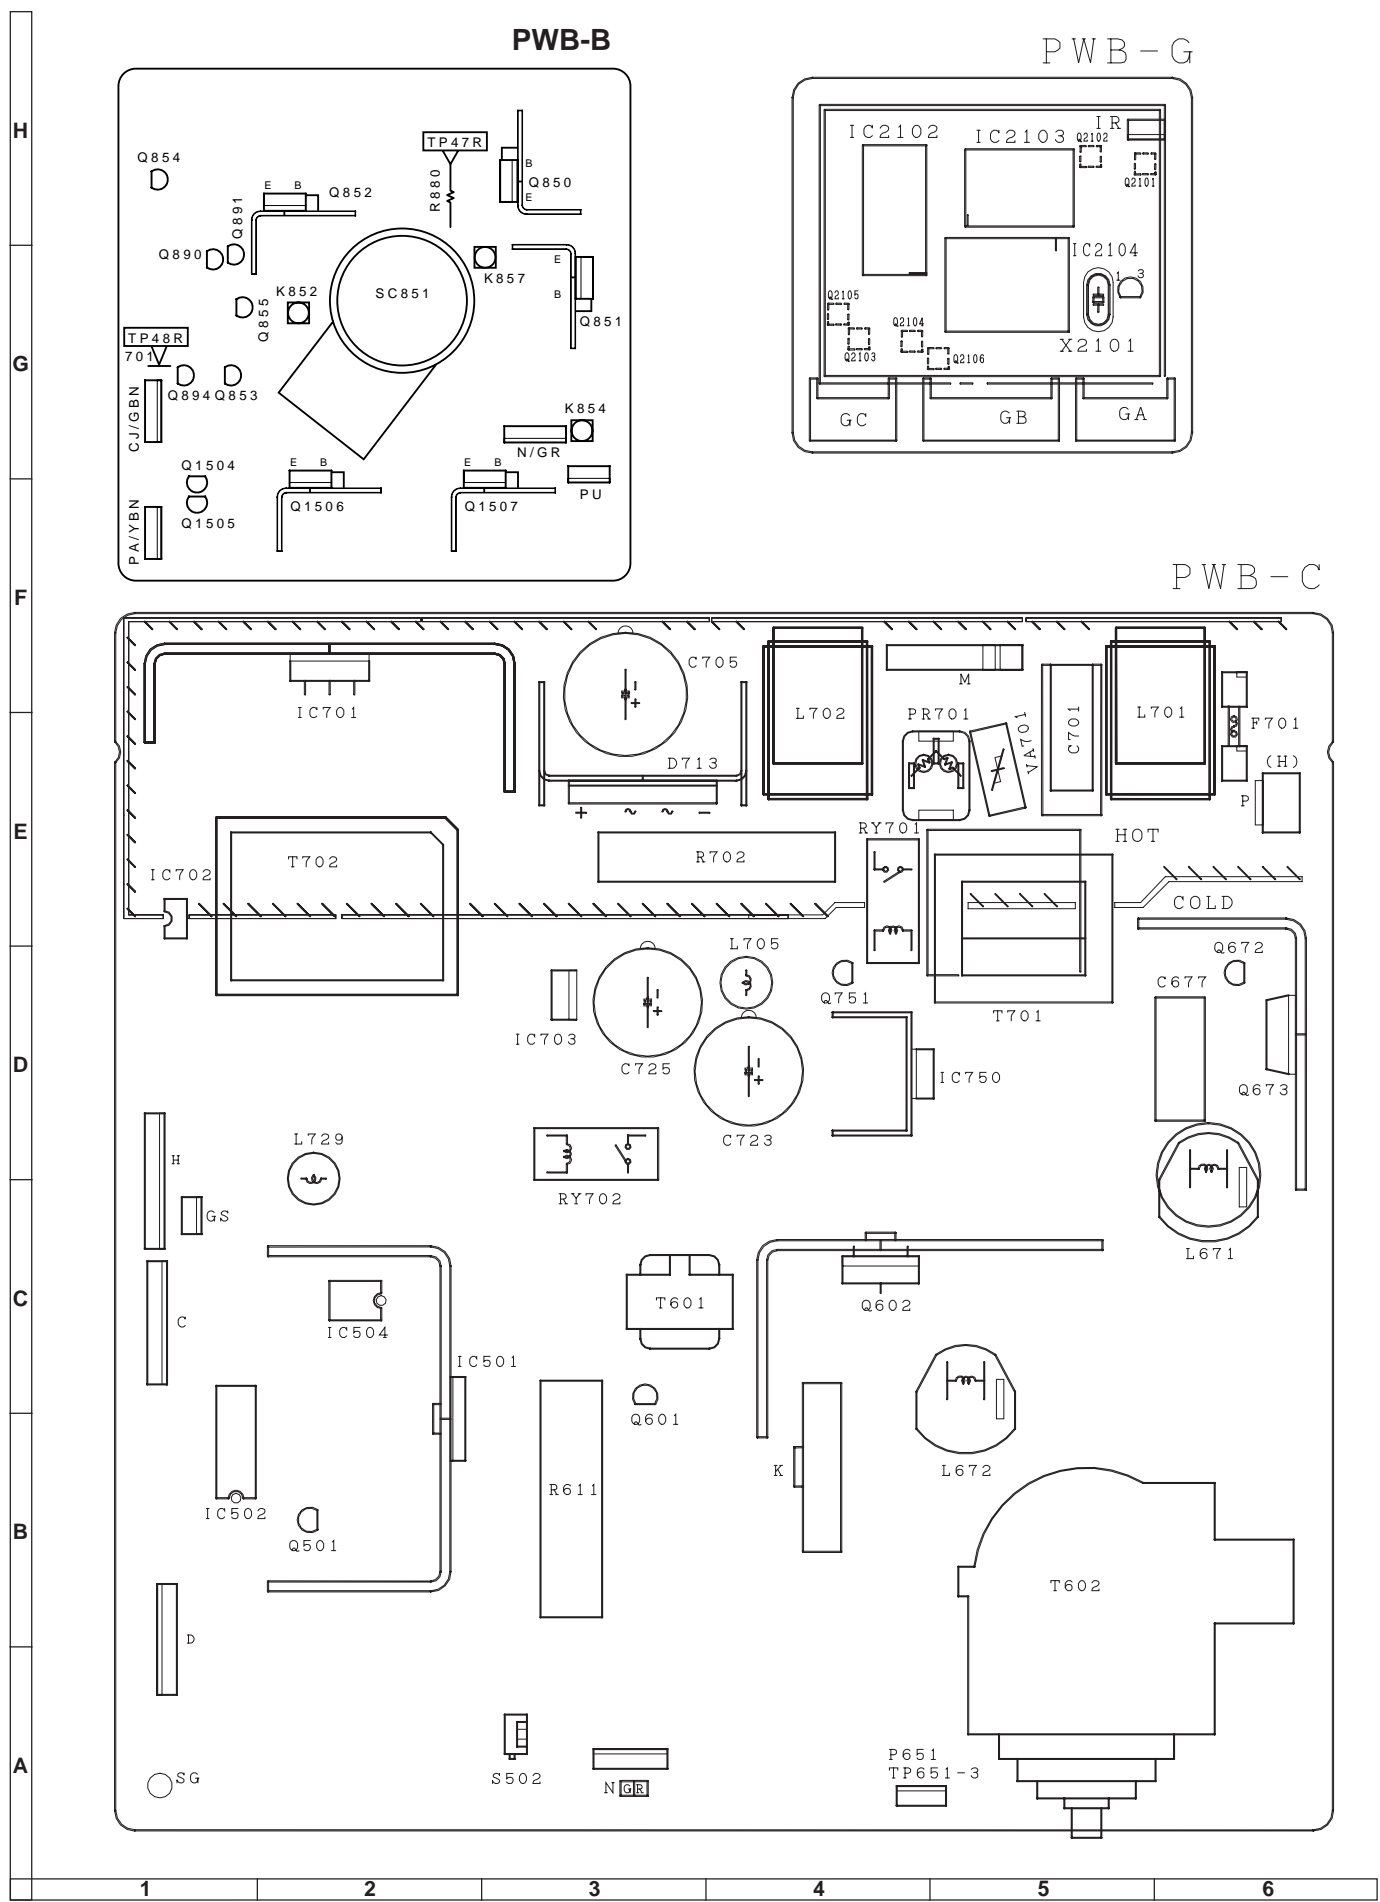 PWB-B
PWB-G
H
TP47R
Q854
E B
Q852
R880
B
Q850
E
Q891
Q890
K857
SC851
K852
Q855
E
B
Q851
TP48R
701
Q894
Q853
CJ/GBN
K854
N/GR
PU
Q1504
Q1505
PA/YBN
E B
Q1506
E B
Q1507
IC2102
IC2103
IR
Q2102
Q2101
IC2104
1 3
X2101
Q2105
Q2103
Q2104
Q2106
GC
GB
GA
G
F
PWB-C
IC701
C705
- +
D713
+ ~ ~ -
L702
M
PR701
VA701
C701
L701
F701
(H)
P
E
RY701
HOT
T702
R702
IC702
COLD
L705
Q672
Q751
C677
T701
IC703
- +
C725
D
- +
C723
IC750
Q673
L729
H
GS
RY702
L671
C
C
IC504
T601
Q602
IC501
Q601
L672
K
R611
IC502
B
Q501
T602
D
A
SG
S502
N GR
P651
TP651-3
1 2 3 4 5 6